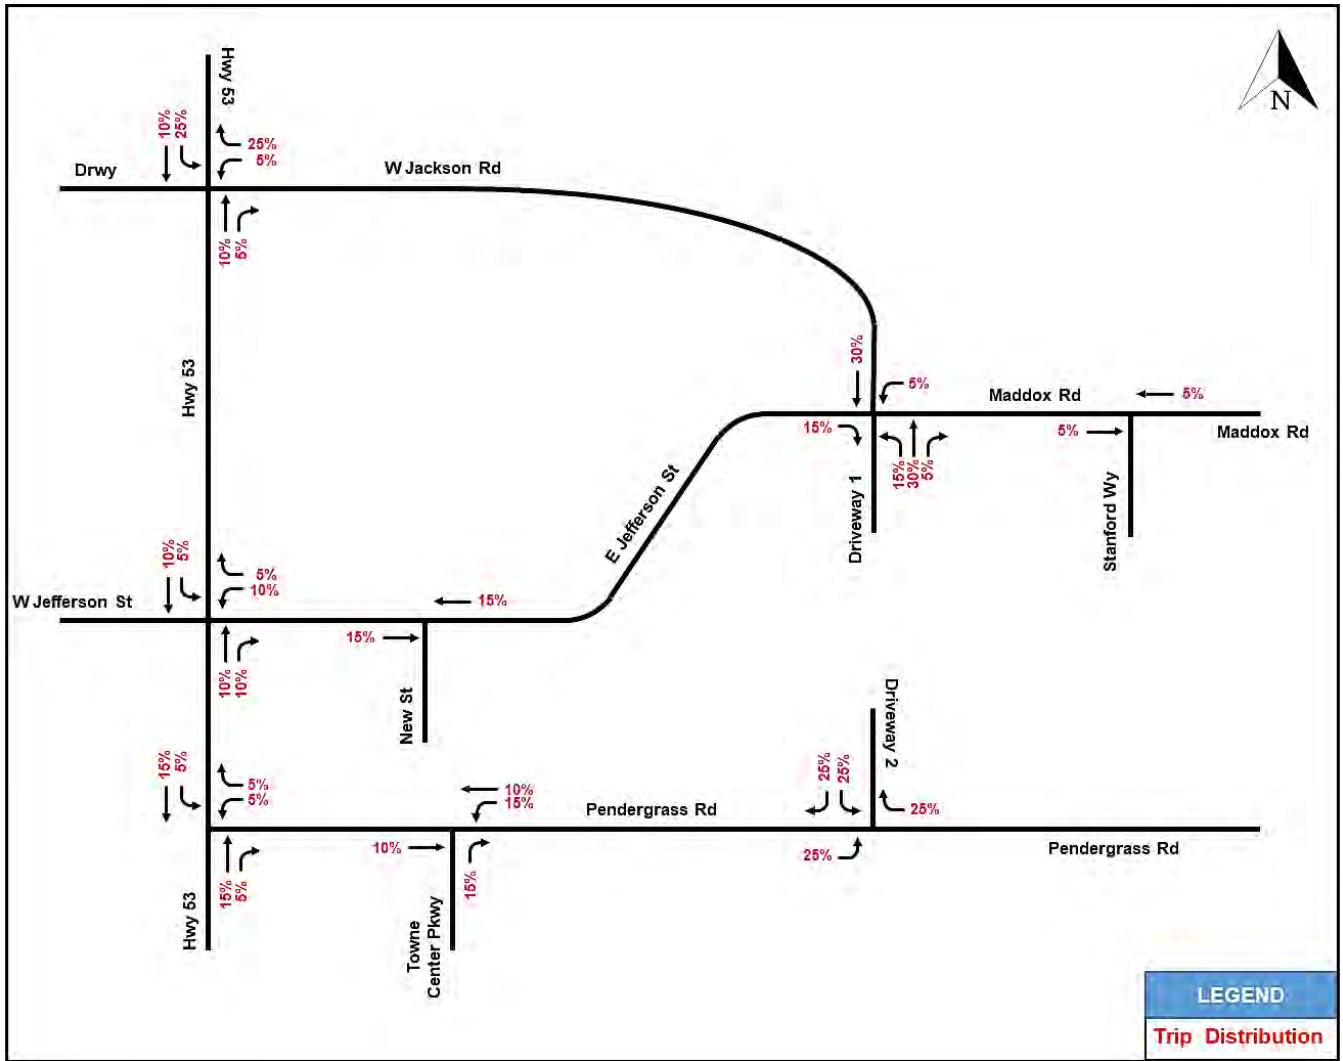 Hwy 53
N
10%
25%
25%
5%
Drwy
W Jackson Rd
10%
5%
Hwy 53
30%
5%
Maddox Rd
5%
15%
5%
Maddox Rd
15%
30%
5%
Driveway 1
Stanford Wy
E Jefferson St
10%
5%
5%
10%
W Jefferson St
15%
15%
10%
10%
New St
Driveway 2
15%
5%
5%
5%
10%
15%
Pendergrass Rd
25%
25%
25%
10%
25%
Pendergrass Rd
15%
5%
15%
Hwy 53
Towne
Center Pkwy
LEGEND
Trip Distribution